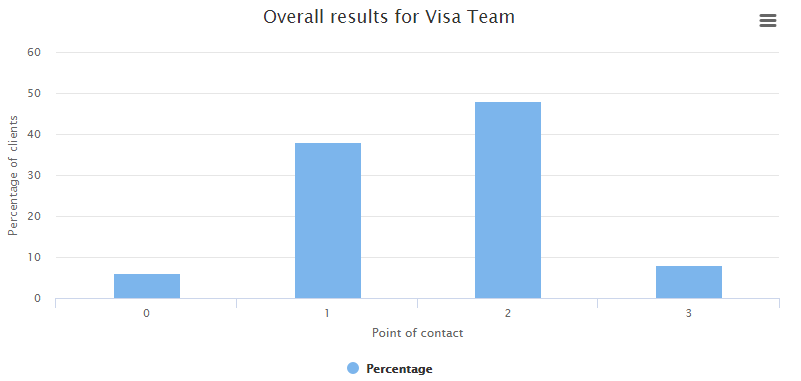 Overall results for Visa Team
60
50
40
30
20
10
0
Percentage of clients
0 1 2 3
Point of contact
Percentage